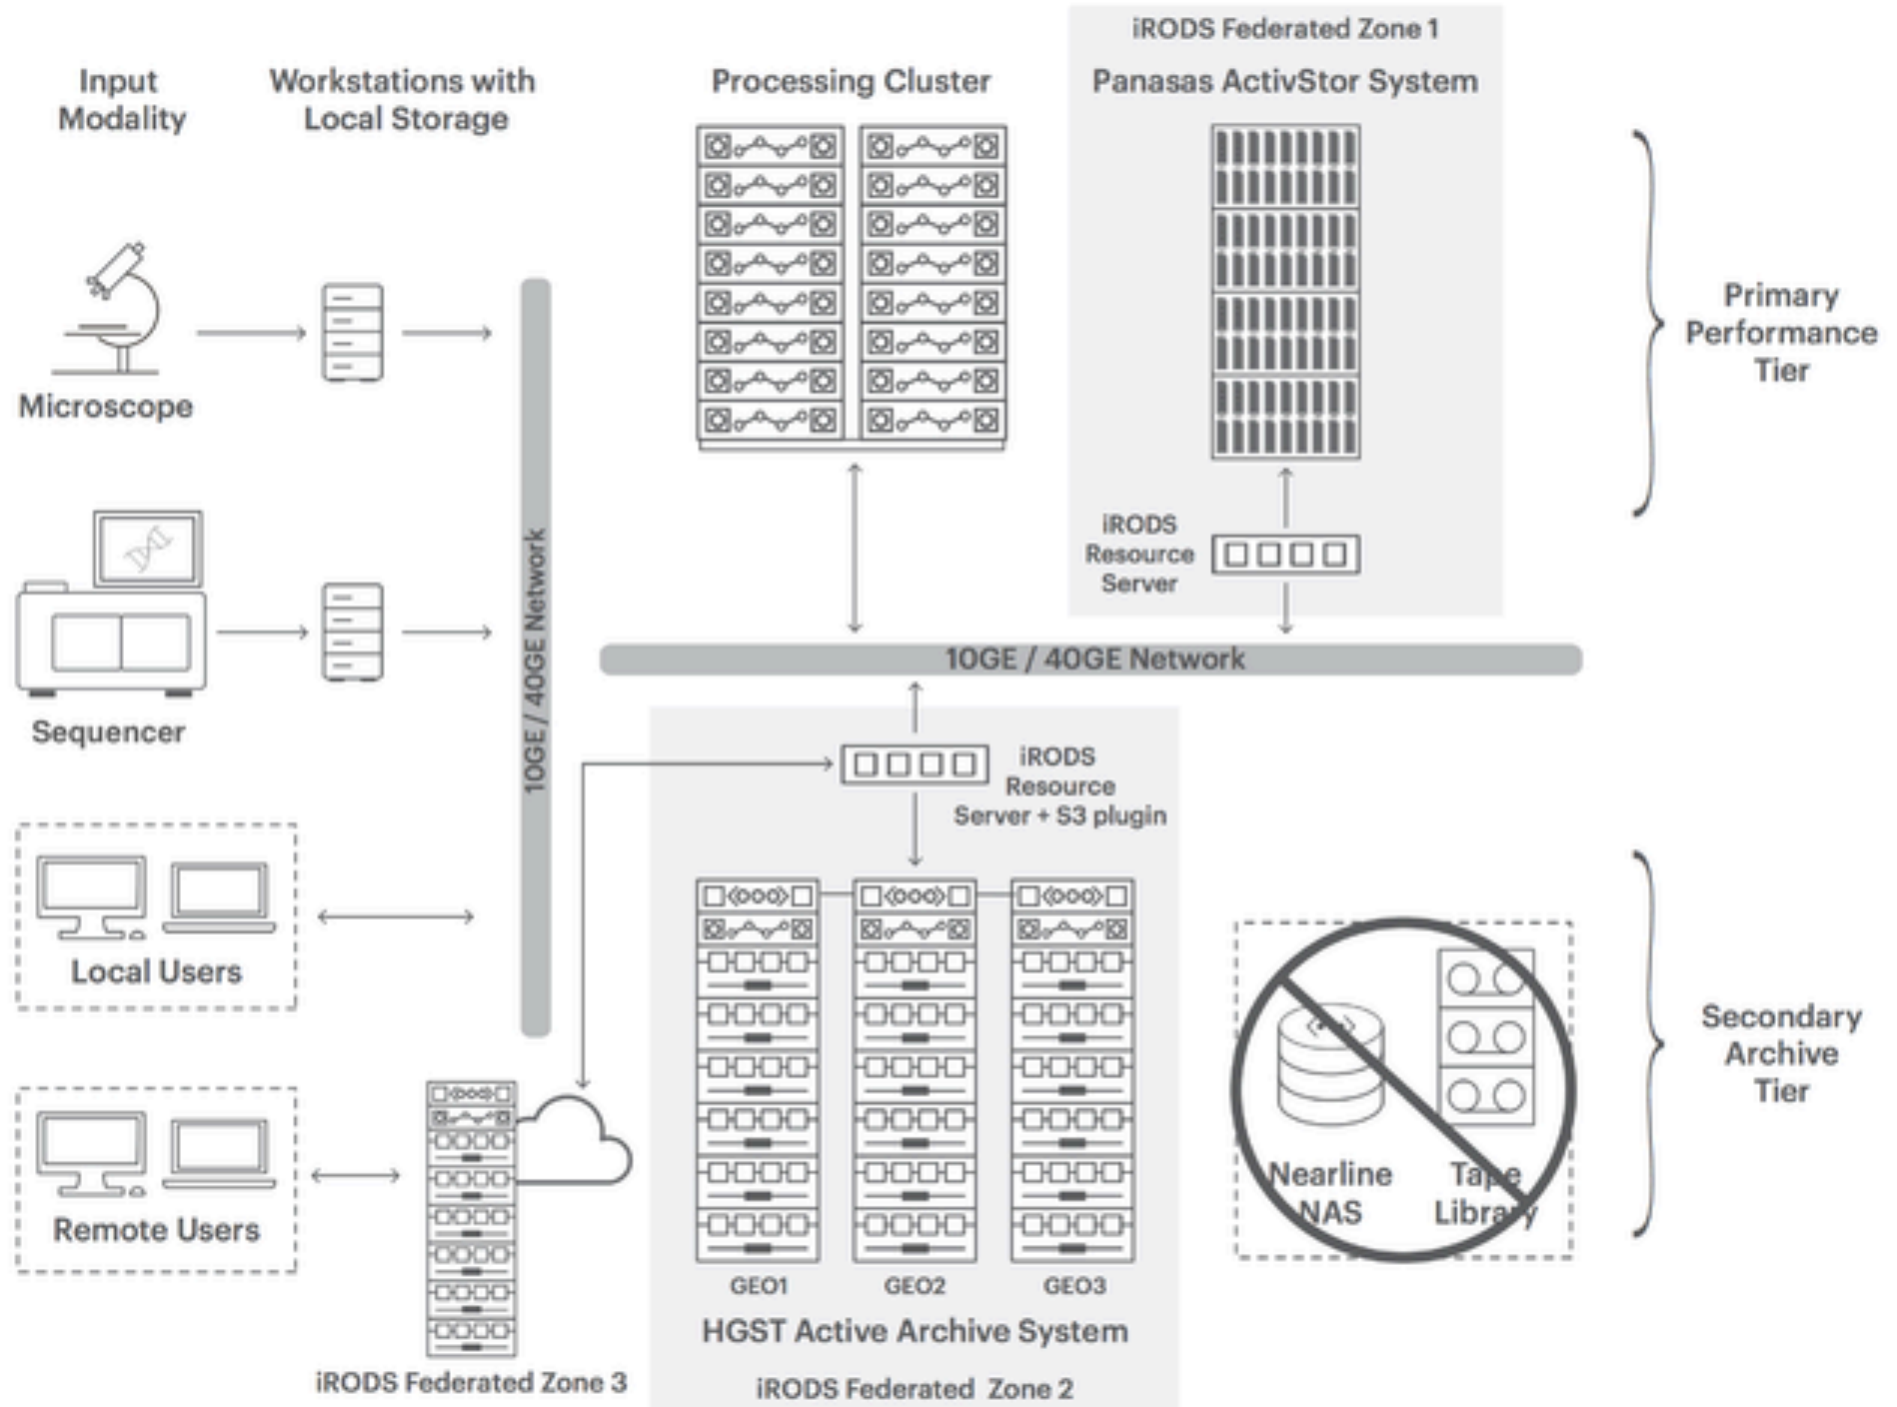 iRODS Federated Zone 1
Input
Modality
Workstations with
Local Storage
Processing Cluster
Panasas ActivStor System
Primary
Performance
Tier
Microscope
iRODS
Resource
Server
10GE / 40GE Network
10GE / 40GE Network
Sequencer
iRODS
Resource
Server + S3 plugin
Local Users
Secondary
Archive
Tier
Nearline
NAS
Tape
Library
Remote Users
GEO1
GEO2
GEO3
HGST Active Archive System
iRODS Federated Zone 3
iRODS Federated Zone 2